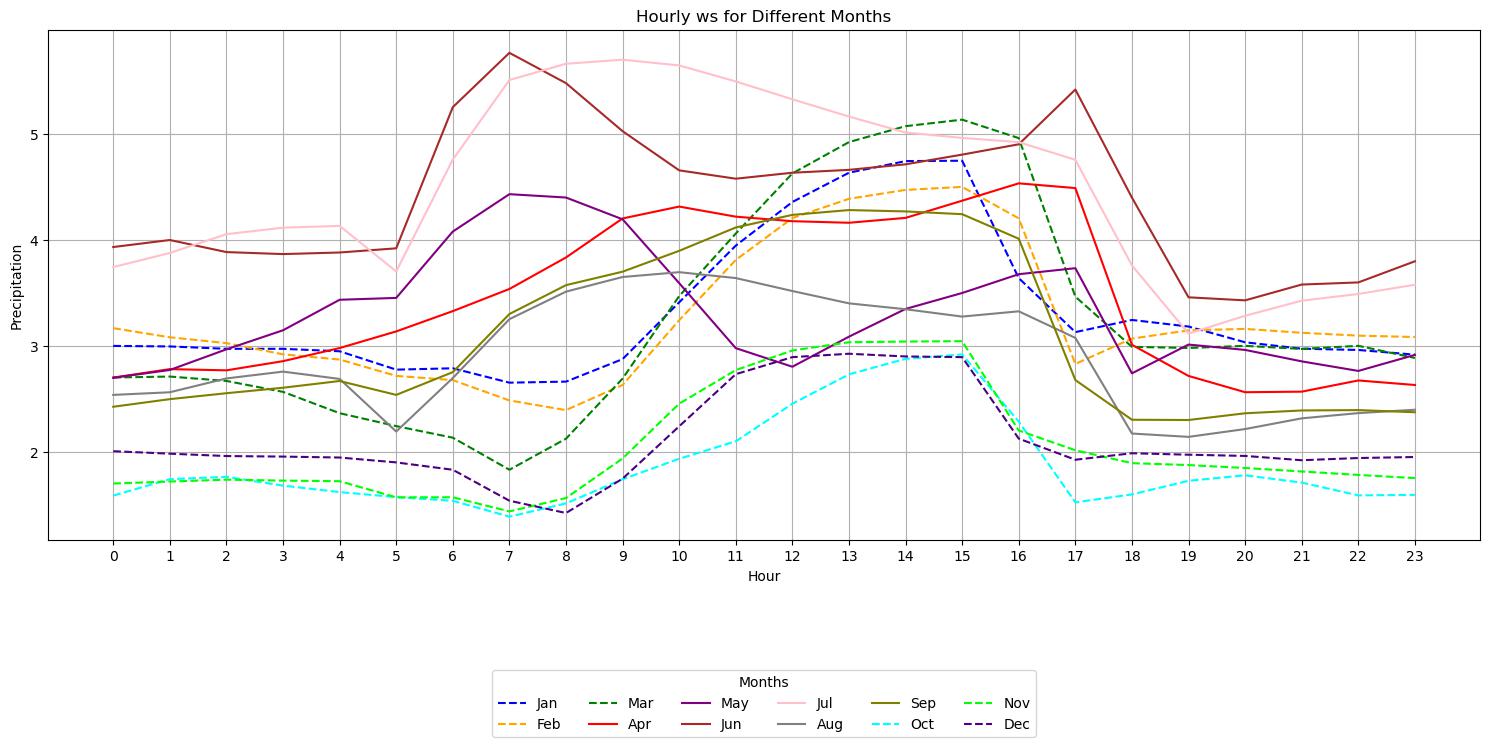 Hourly ws for Different Months
Precipitation
5
4
3
2
0 1 2 3 4 5 6 7 8 9 10 11 12 13 14 15 16 17 18 19 20 21 22 23
Hour
Months
Jan Mar May Jul Sep Nov
Feb Apr Jun Aug Oct Dec